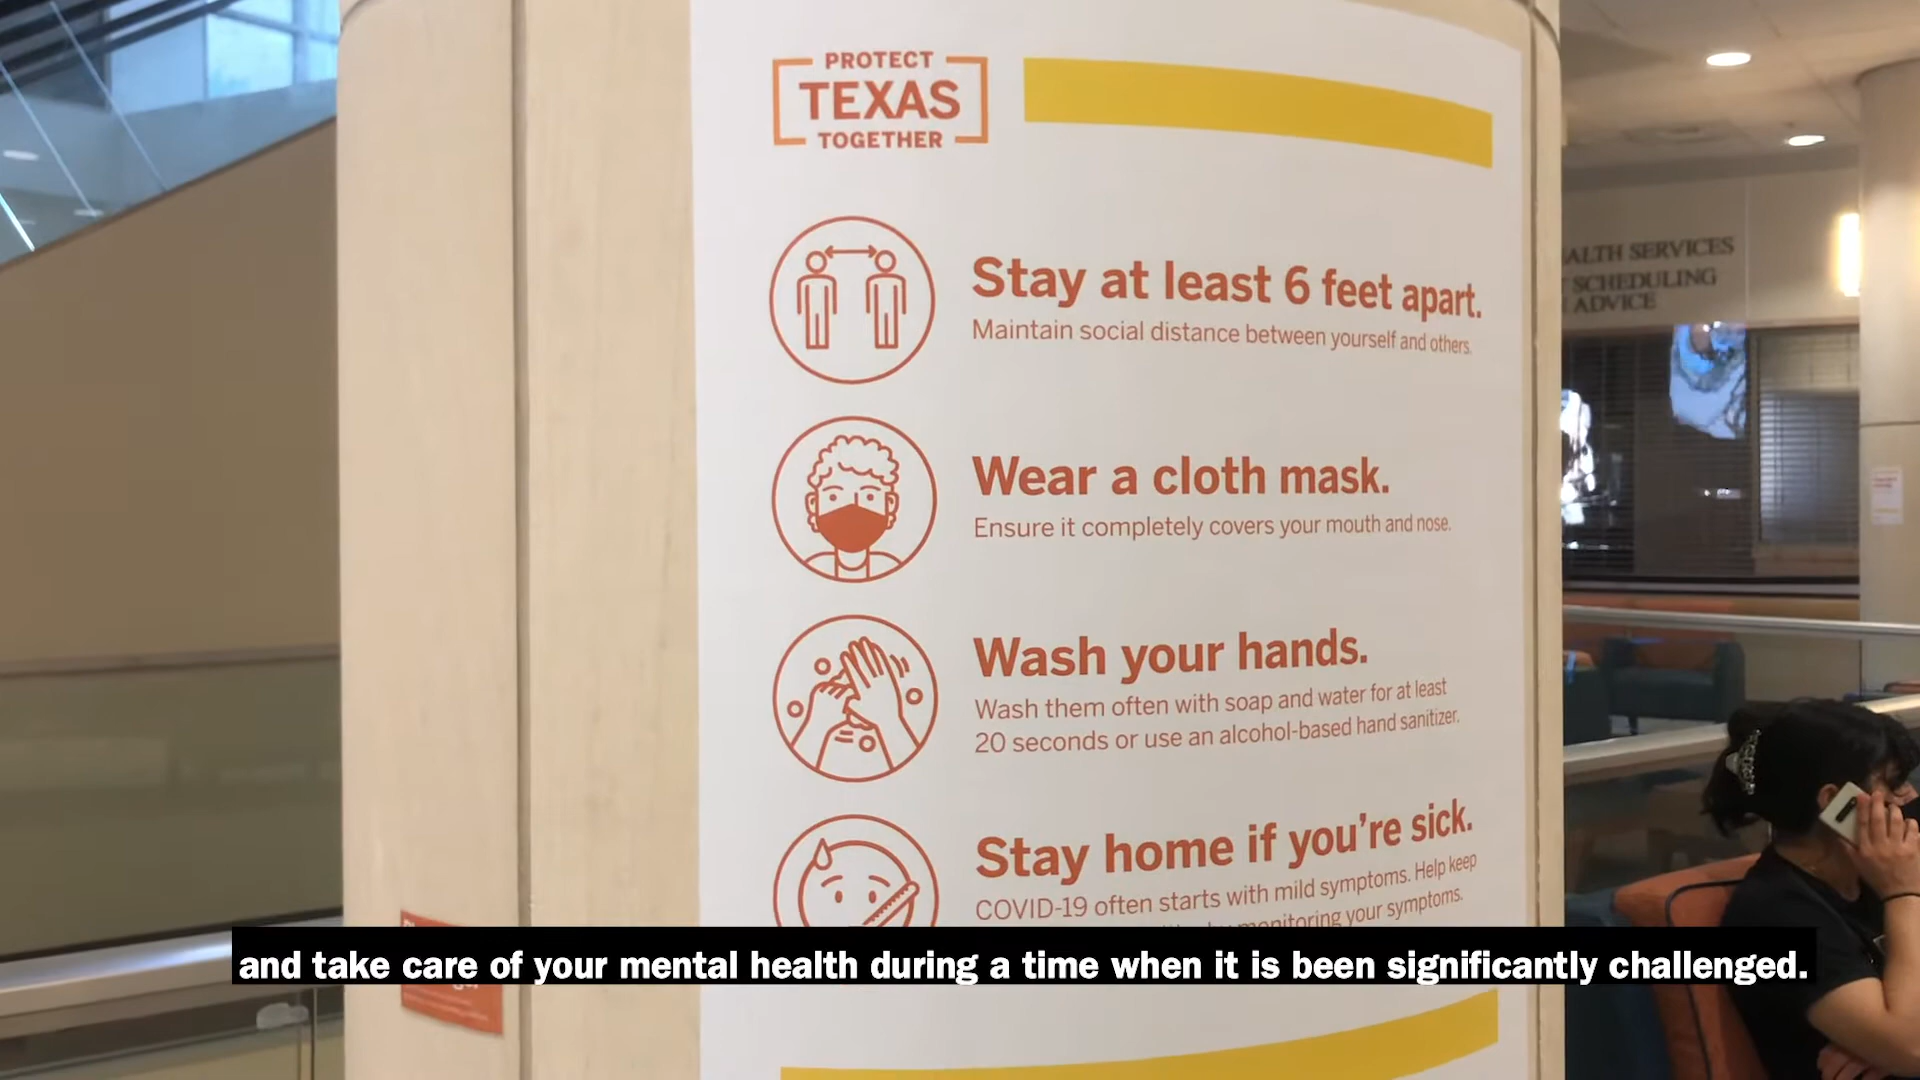 PROTECT
TEXAS
TOGETHER
Stay at least 6 feet apart.
Maintain social distance between yourself and others.
Wear a cloth mask.
Ensure it completely covers your mouth and nose.
Wash your hands.
Wash them often with soap and water for at least
20 seconds or use an alcohol-based hand sanitizer.
Stay home if you’re sick.
COVID-19 often starts with mild symptoms. Help keep
monitoring your symptoms.
SERVICES
SCHEDULING
ADVICE
and take care of your mental health during a time when it is been significantly challenged.